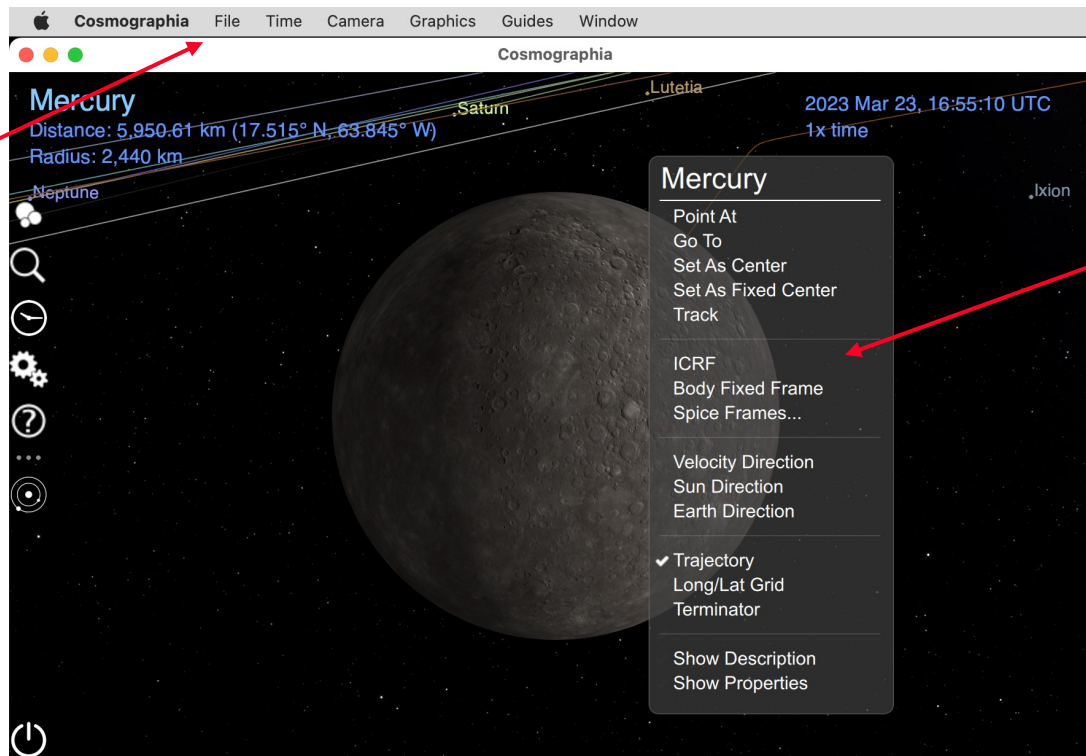 Cosmographia File Time Camera Graphics Guides Window
Cosmographia
Mercury
Distance: 5,950.61 km (17.515° N, 63.845° W)
Radius: 2,440 km
Neptune
Saturn
Lutetia
2023 Mar 23, 16:55:10 UTC
1x time
Ixion
Mercury
Point At
Go To
Set As Center
Set As Fixed Center
Track
ICRF
Body Fixed Frame
Spice Frames...
Velocity Direction
Sun Direction
Earth Direction
Trajectory
Long/Lat Grid
Terminator
Show Description
Show Properties